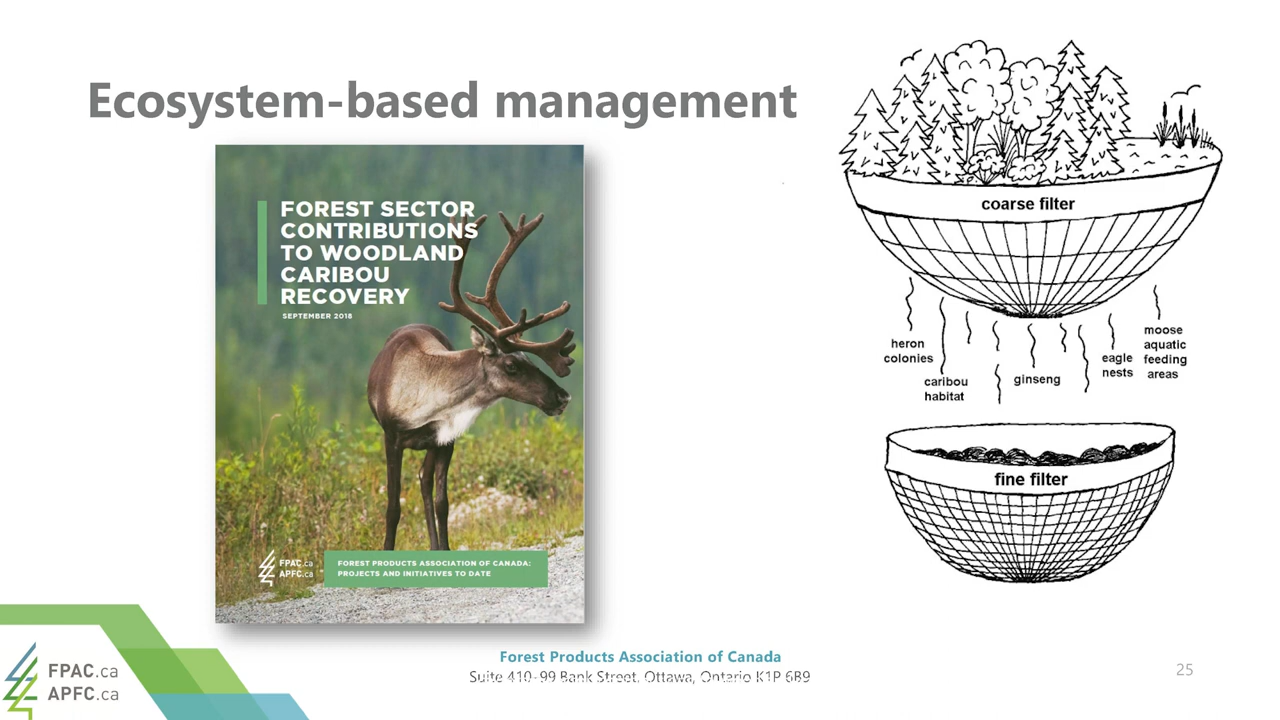 Ecosystem-based management
FOREST SECTOR
CONTRIBUTIONS
TO WOODLAND
CARIBOU
RECOVERY
SEPTEMBER 2018
FPAC.ca
APFC.ca
FOREST PRODUCTS ASSOCIATION OF CANADA:
PROJECTS AND INITIATIVES TO DATE
coarse filter
heron
colonies
caribou
habitat
ginseng
eagle
nests
moose
aquatic
feeding
areas
fine filter
FPAC.ca
APFC.ca
Forest Products Association of Canada
Suite 410-99 Bank Street, Ottawa, Ontario K1P 6B9
25